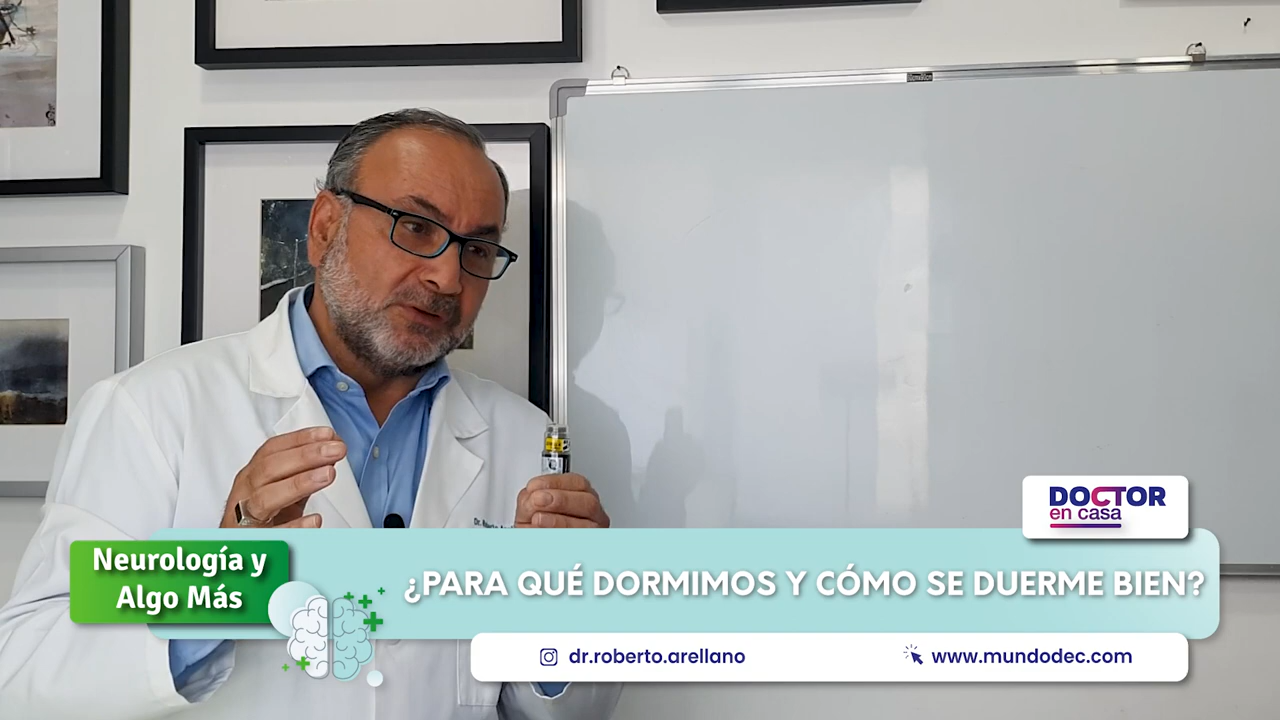 Neurología y
Algo Más
¿PARA QUÉ DORMIMOS Y CÓMO SE DUERME BIEN?
DOCTOR
en casa
dr.roberto.arellano
www.mundodec.com